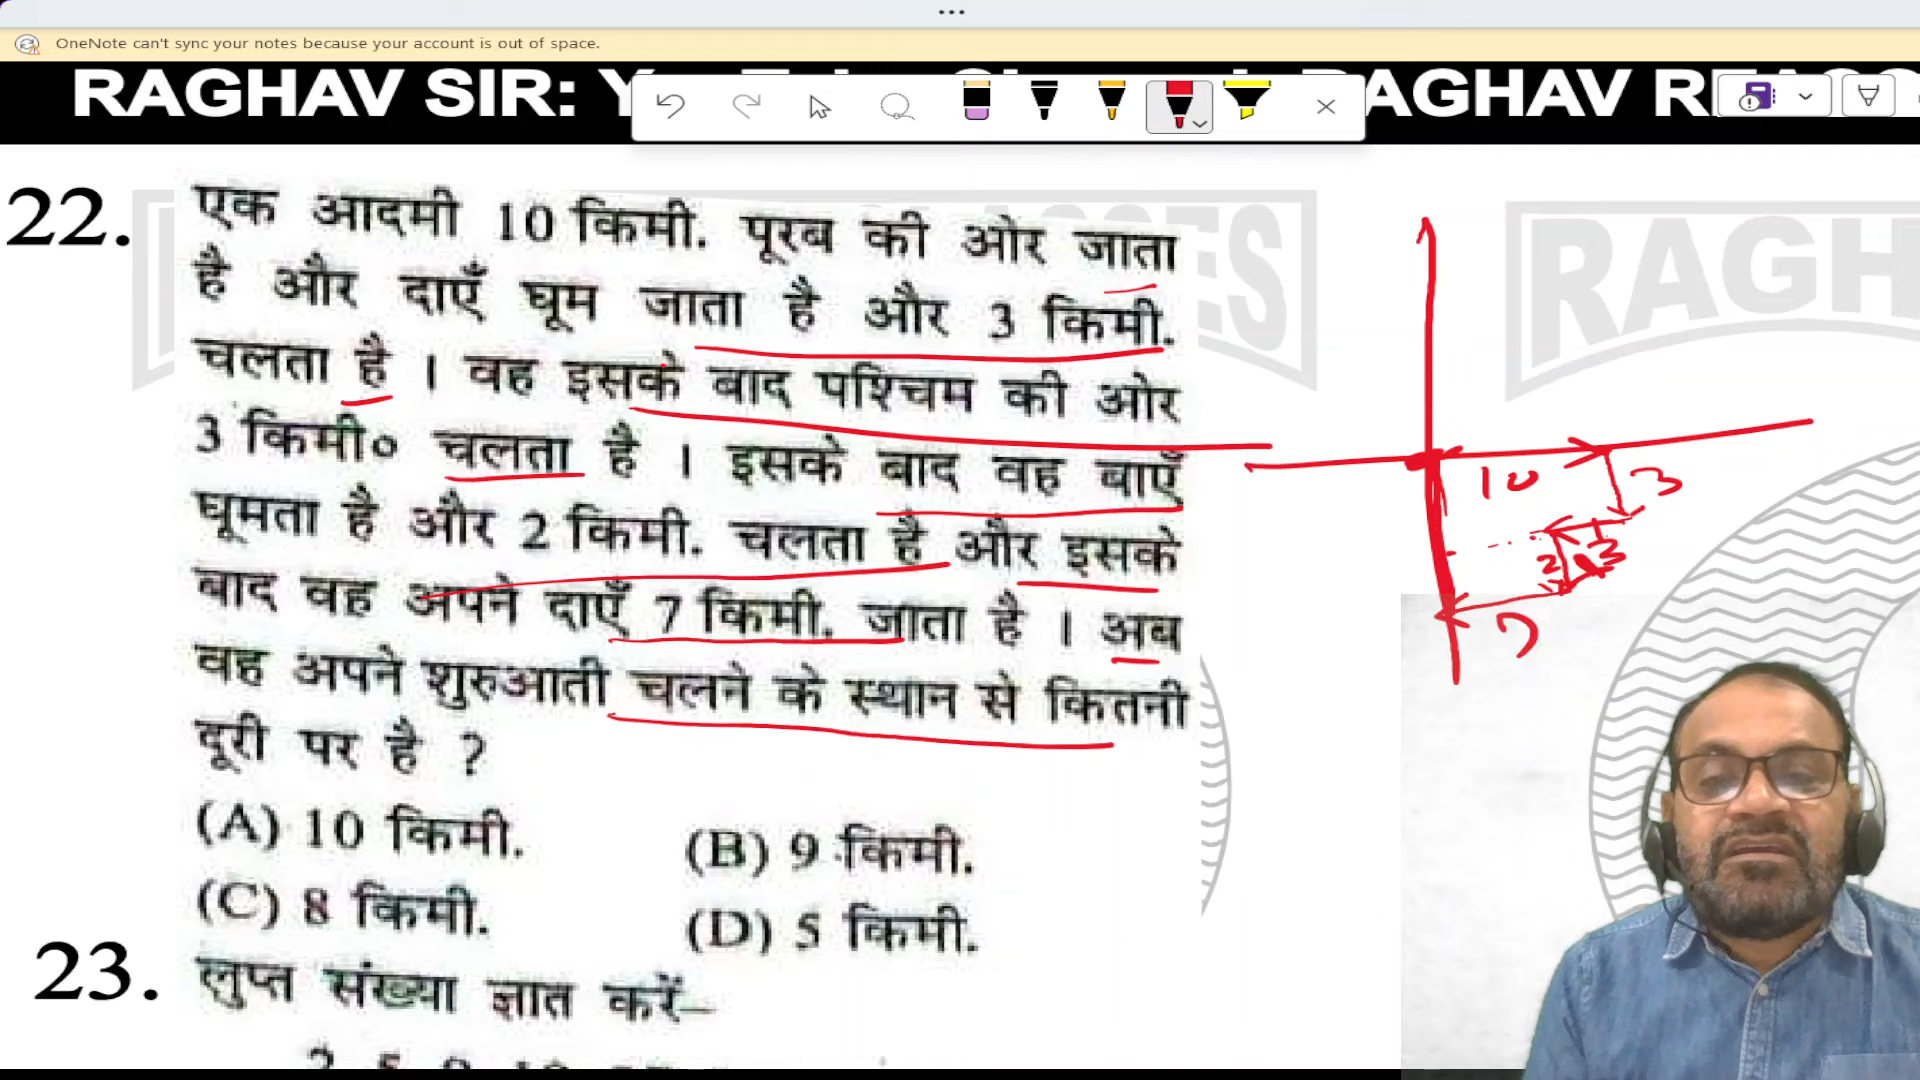 ...
OneNote can't sync your notes because your account is out of space.
RAGHAV SIR: AGHAV
22.
एक आदमी 10 किमी. पूरब की ओर जाता
है और दाएँ घूम जाता है और 3 किमी.
चलता है । वह इसके बाद पश्चिम की ओर
3 किमी० चलता है । इसके बाद वह बाएँ
घूमता है और 2 किमी. चलता है और इसके
बाद वह अपने दाएँ 7 किमी. जाता है । अब
वह अपने शुरुआती चलने के स्थान से कितनी
दूरी पर है ?
(A) 10 किमी. (B) 9 किमी.
(C) 8 किमी. (D) 5 किमी.
23. लुप्त संख्या ज्ञात करें–
10
3
2 3
7
RAGH